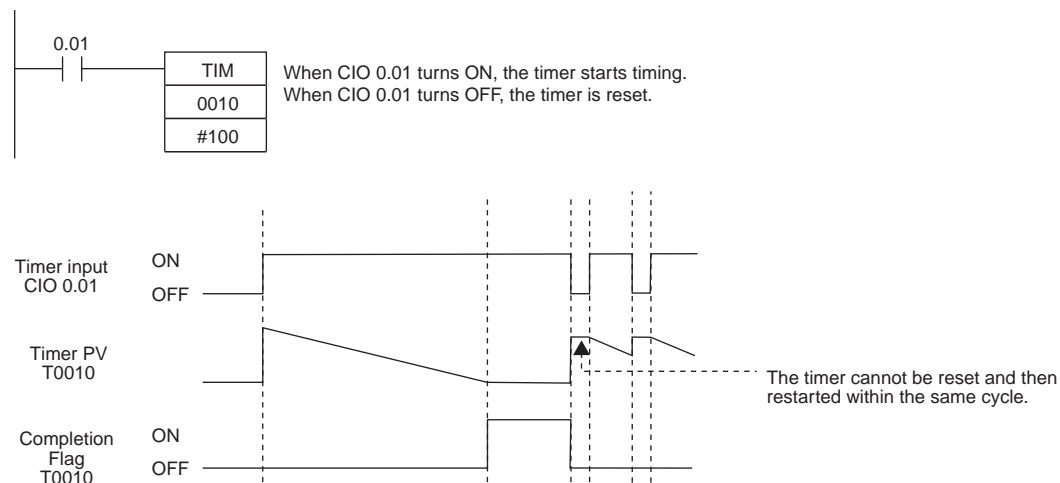 0.01
TIM
0010
#100
When CIO 0.01 turns ON, the timer starts timing.
When CIO 0.01 turns OFF, the timer is reset.
Timer input
CIO 0.01
ON
OFF
Timer PV
T0010
The timer cannot be reset and then
restarted within the same cycle.
Completion
Flag
T0010
ON
OFF